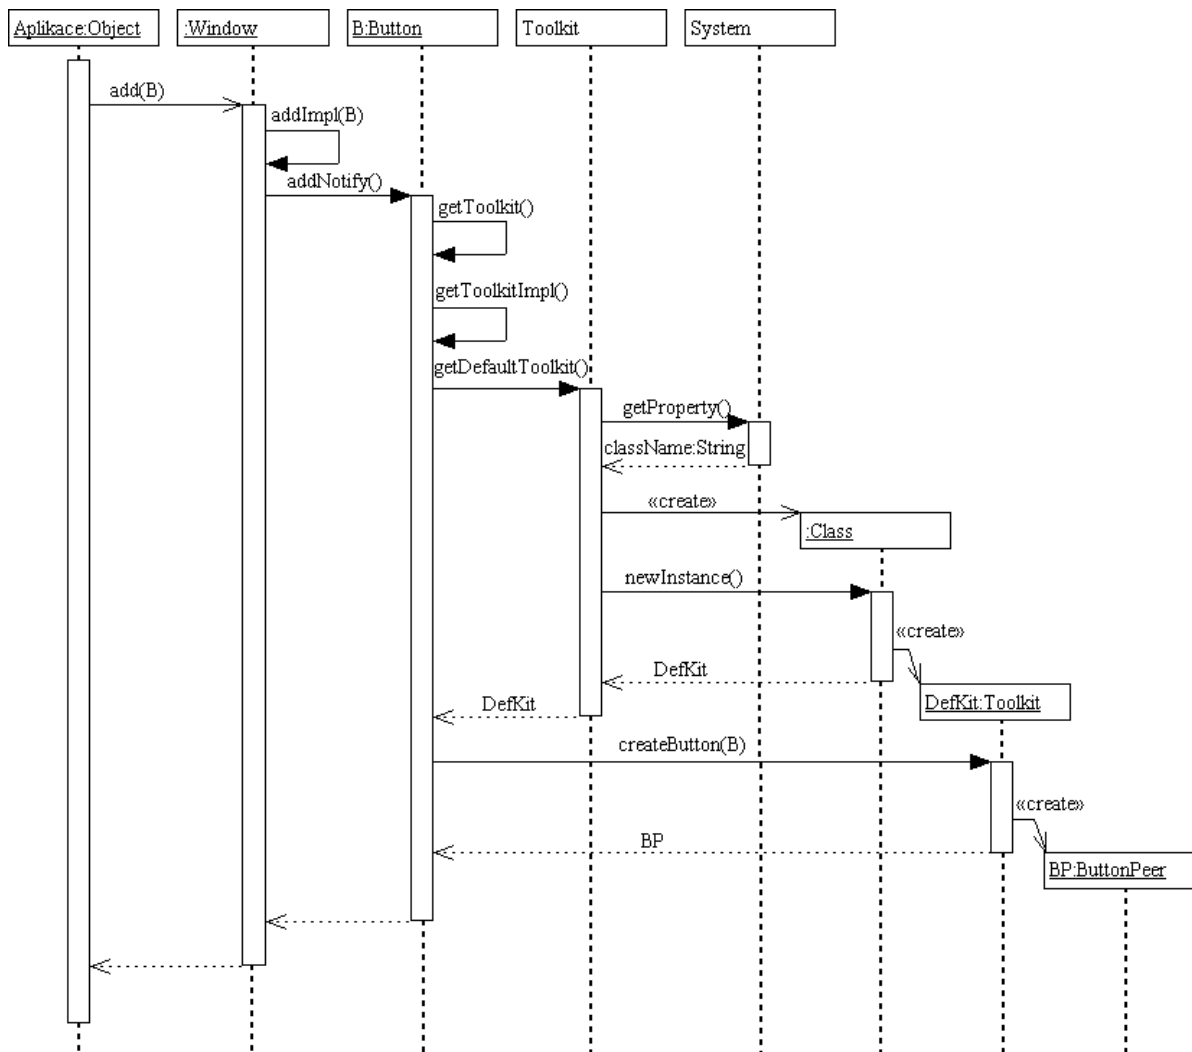 Aplikace:Object
:Window
B:Button
Toolkit
System
add(B)
addImpl(B)
addNotify()
getToolkit()
getToolkitImpl()
getDefaultToolkit()
getProperty()
className:String
«create»
:Class
newInstance()
«create»
DefKit
DefKit:Toolkit
DefKit
createButton(B)
«create»
BP
BP:ButtonPeer